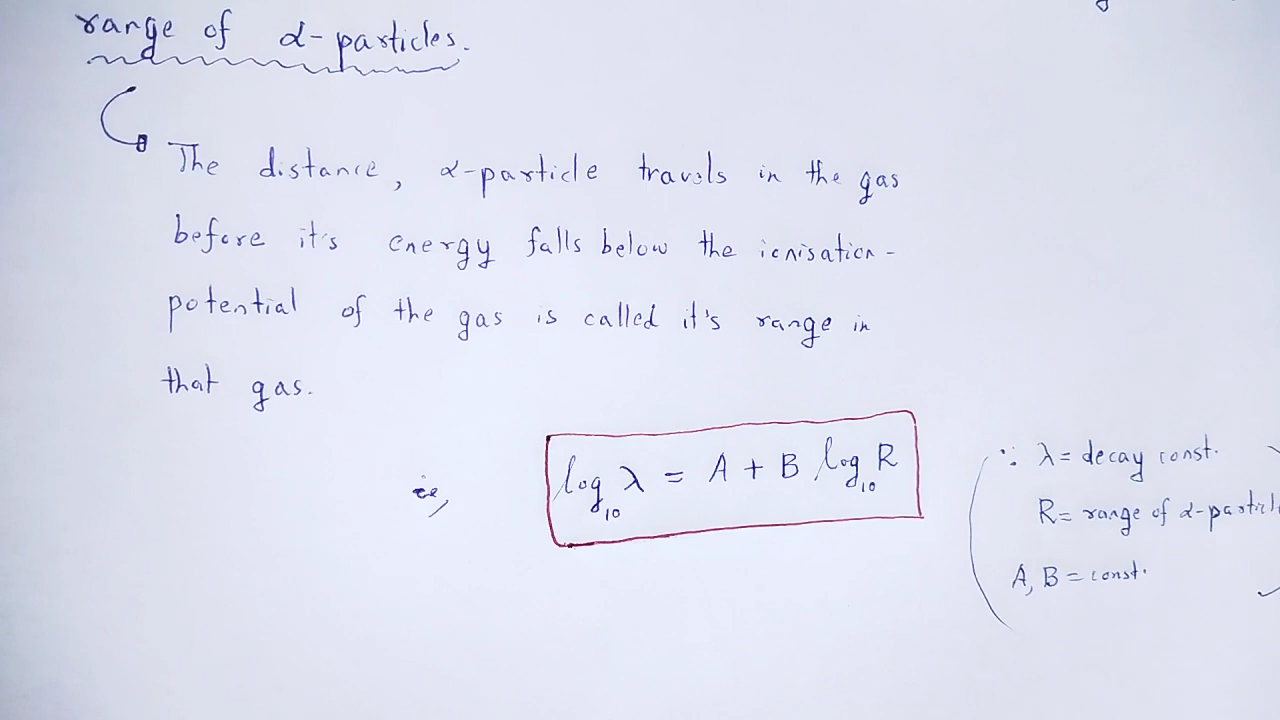 range of α-particles.
The distance, α-particle travels in the gas
before it's energy falls below the ionisation-
potential of the gas is called it's range in
that gas.
ie, log₁₀ λ = A + B log₁₀ R
∵ λ = decay const.
R = range of α-particl
A, B = const.